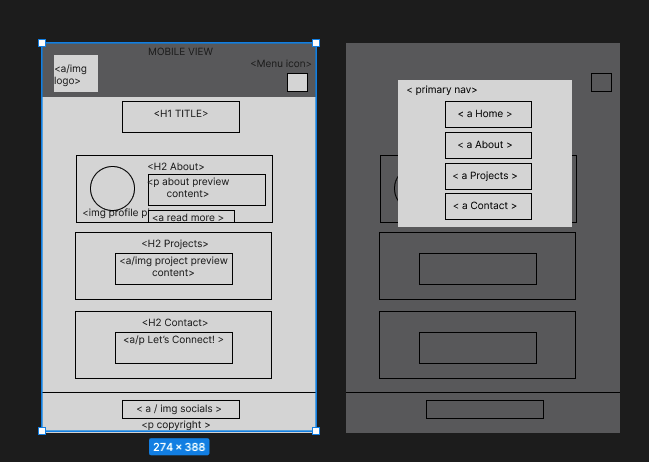 MOBILE VIEW
<Menu icon>
<a/img
logo>
<H1 TITLE>
<H2 About>
<p about preview
content>
<img profile p
<a read more >
<H2 Projects>
<a/img project preview
content>
<H2 Contact>
<a/p Let's Connect! >
< a / img socials >
<p copyright >
274 × 388
< primary nav>
< a Home >
< a About >
< a Projects >
< a Contact >